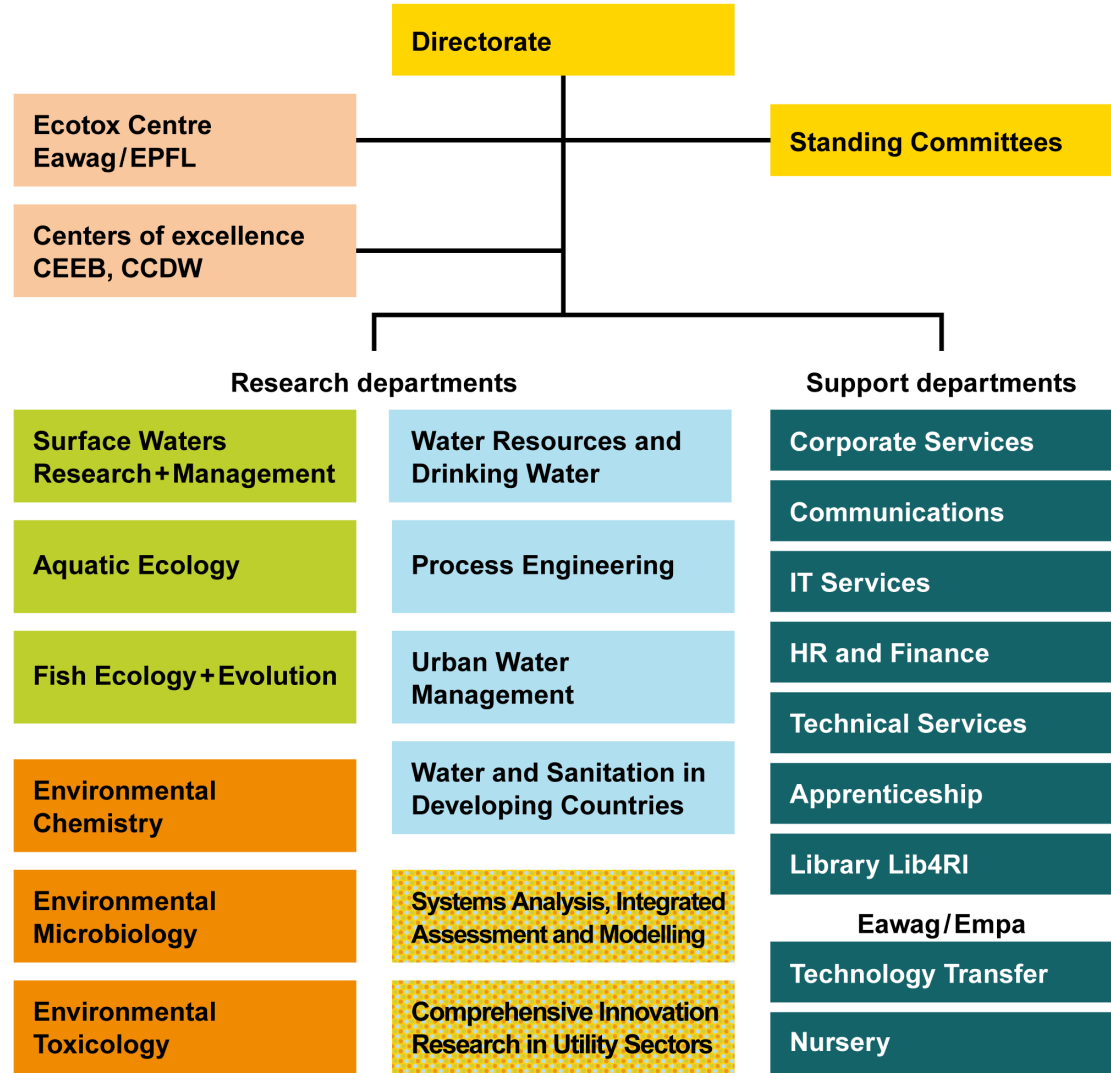 Directorate
Ecotox Centre
Eawag/EPFL
Standing Committees
Centers of excellence
CEEB, CCDW
Research departments
Surface Waters
Research+Management
Aquatic Ecology
Fish Ecology+Evolution
Environmental
Chemistry
Environmental
Microbiology
Environmental
Toxicology
Water Resources and
Drinking Water
Process Engineering
Urban Water
Management
Water and Sanitation in
Developing Countries
Systems Analysis, Integrated
Assessment and Modelling
Comprehensive Innovation
Research in Utility Sectors
Support departments
Corporate Services
Communications
IT Services
HR and Finance
Technical Services
Apprenticeship
Library Lib4RI
Eawag/Empa
Technology Transfer
Nursery